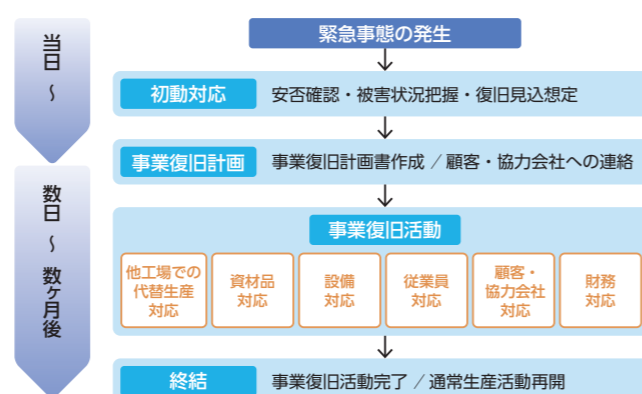 当日
～
数日
～
数ヶ月後
緊急事態の発生
初動対応
安否確認・被害状況把握・復旧見込想定
事業復旧計画
事業復旧計画書作成 / 顧客・協力会社への連絡
事業復旧活動
他工場での
代替生産
対応
資材品
対応
設備
対応
従業員
対応
顧客・
協力会社
対応
財務
対応
終結
事業復旧活動完了 / 通常生産活動再開